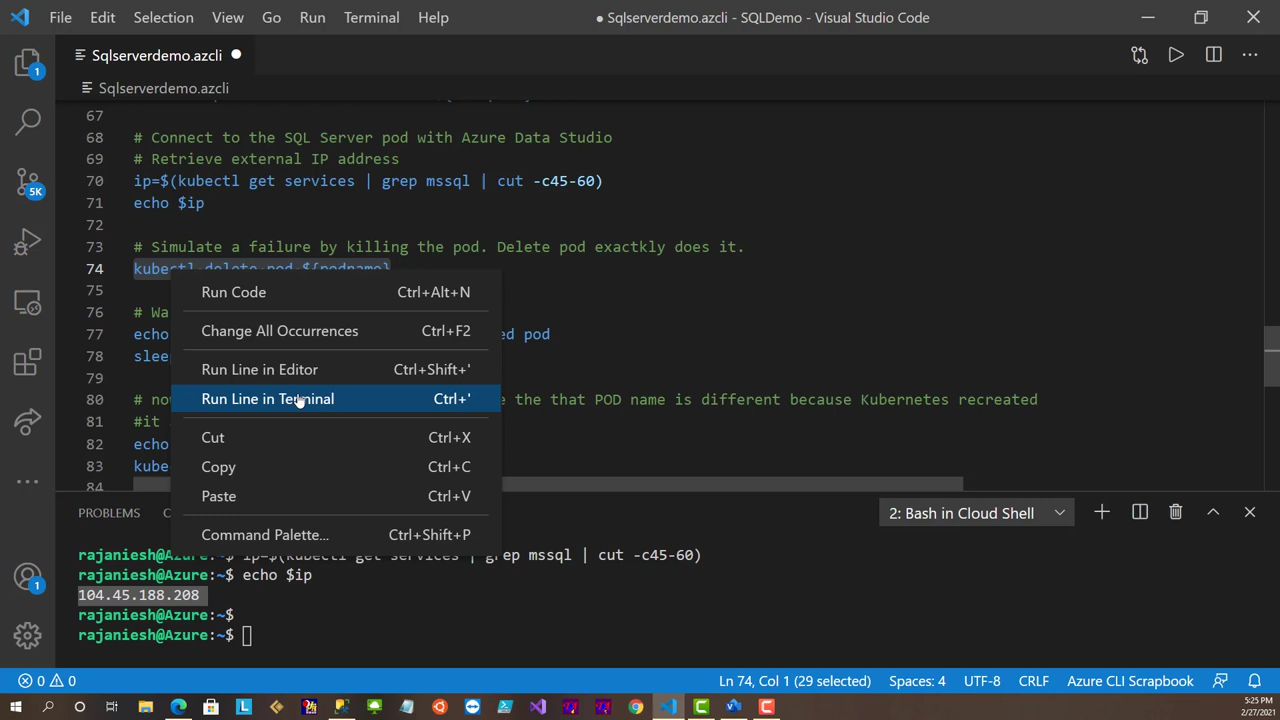 File Edit Selection View Go Run Terminal Help ● Sqlserverdemo.azcli - SQLDemo - Visual Studio Code
Sqlserverdemo.azcli
Sqlserverdemo.azcli
67
68 # Connect to the SQL Server pod with Azure Data Studio
69 # Retrieve external IP address
70 ip=$(kubectl get services | grep mssql | cut -c45-60)
71 echo $ip
72
73 # Simulate a failure by killing the pod. Delete pod exactkly does it.
74 kubectl delete pod ${podname}
75
76 # Wa
77 echo ed pod
78 slee
79
80 # no e the that POD name is different because Kubernetes recreated
81 #it
82 echo
83 kube
84
Run Code Ctrl+Alt+N
Change All Occurrences Ctrl+F2
Run Line in Editor Ctrl+Shift+'
Run Line in Terminal Ctrl+'
Cut Ctrl+X
Copy Ctrl+C
Paste Ctrl+V
Command Palette... Ctrl+Shift+P
1
5K
1
PROBLEMS 2: Bash in Cloud Shell
rajaniesh@Azure:~$ ip=$(kubectl get services | grep mssql | cut -c45-60)
rajaniesh@Azure:~$ echo $ip
104.45.188.208
rajaniesh@Azure:~$
rajaniesh@Azure:~$
0 0 Ln 74, Col 1 (29 selected) Spaces: 4 UTF-8 CRLF Azure CLI Scrapbook
5:25 PM
2/27/2021